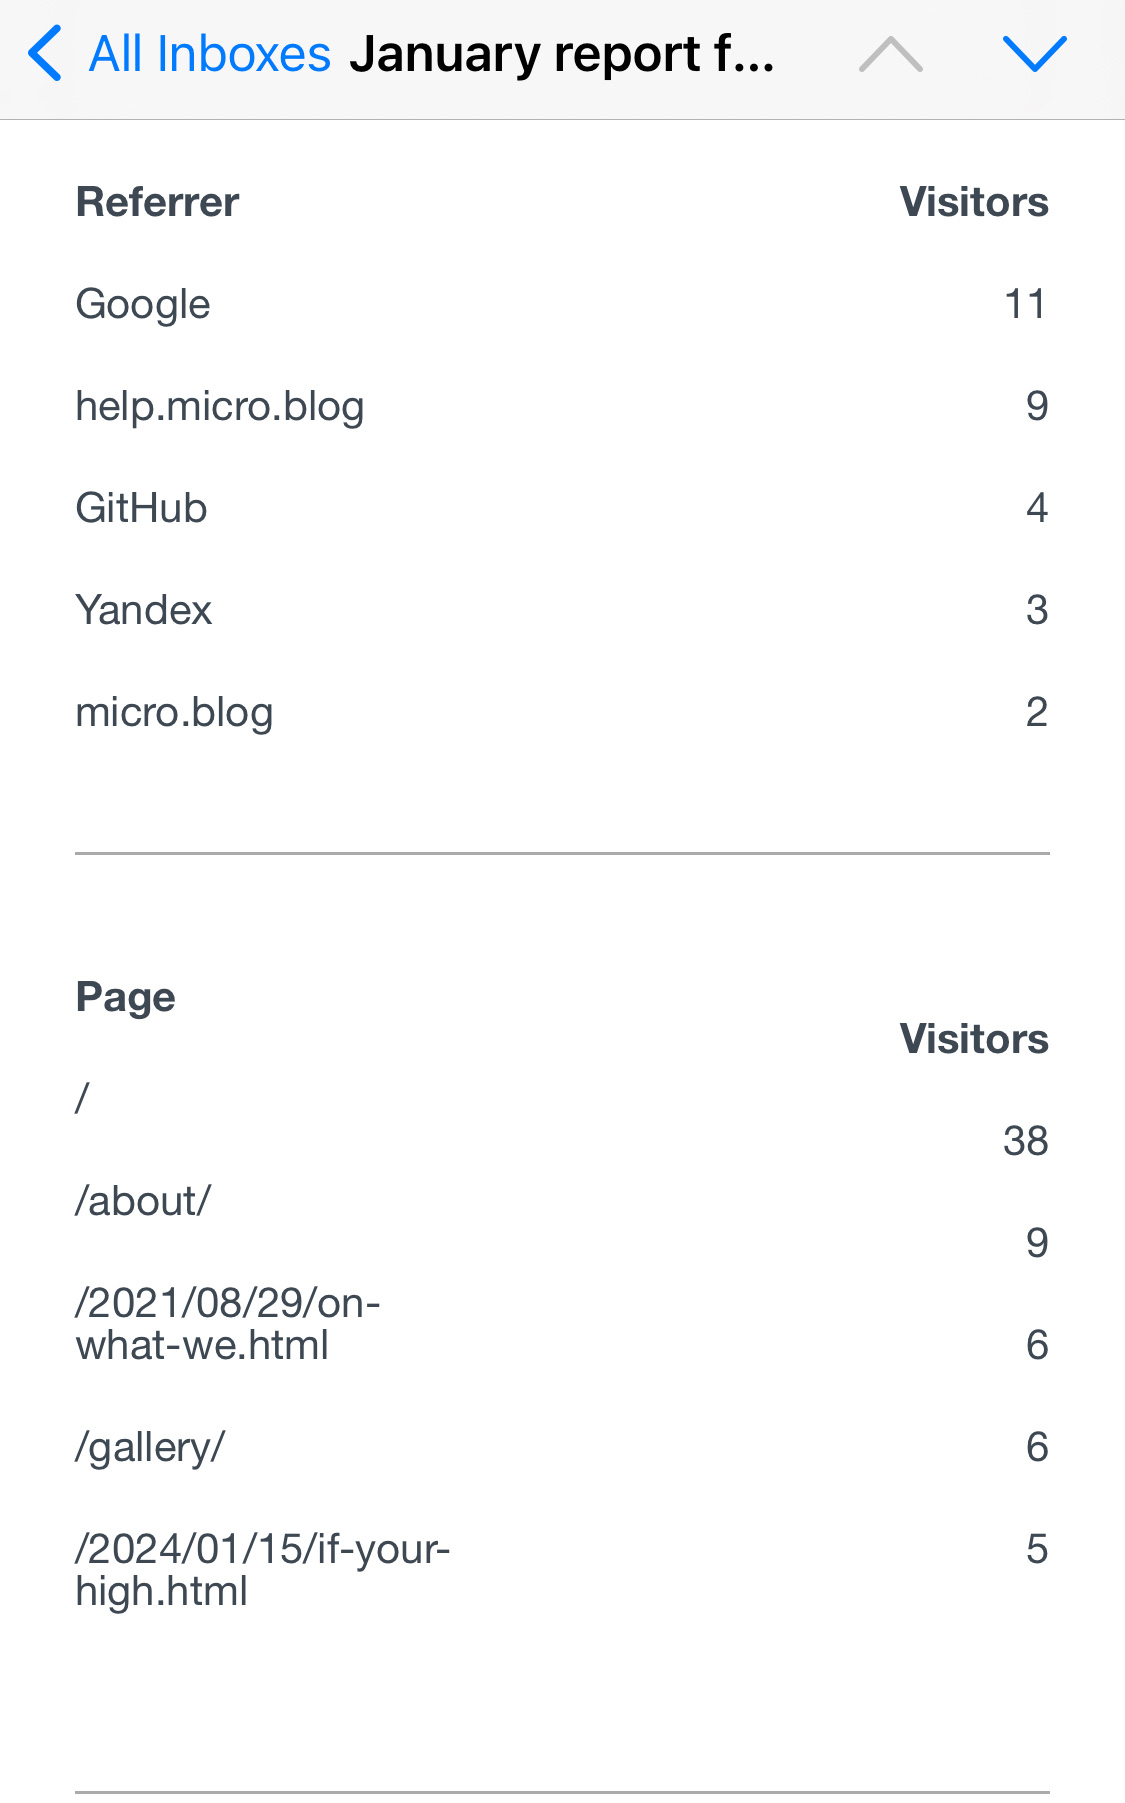 All Inboxes January report f...
Referrer Visitors
Google 11
help.micro.blog 9
GitHub 4
Yandex 3
micro.blog 2
Page
Visitors
/
38
/about/
9
/2021/08/29/on-
what-we.html 6
/gallery/ 6
/2024/01/15/if-your- 5
high.html